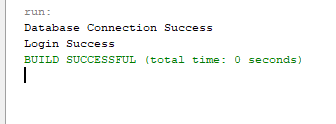 run:
Database Connection Success
Login Success
BUILD SUCCESSFUL (total time: 0 seconds)